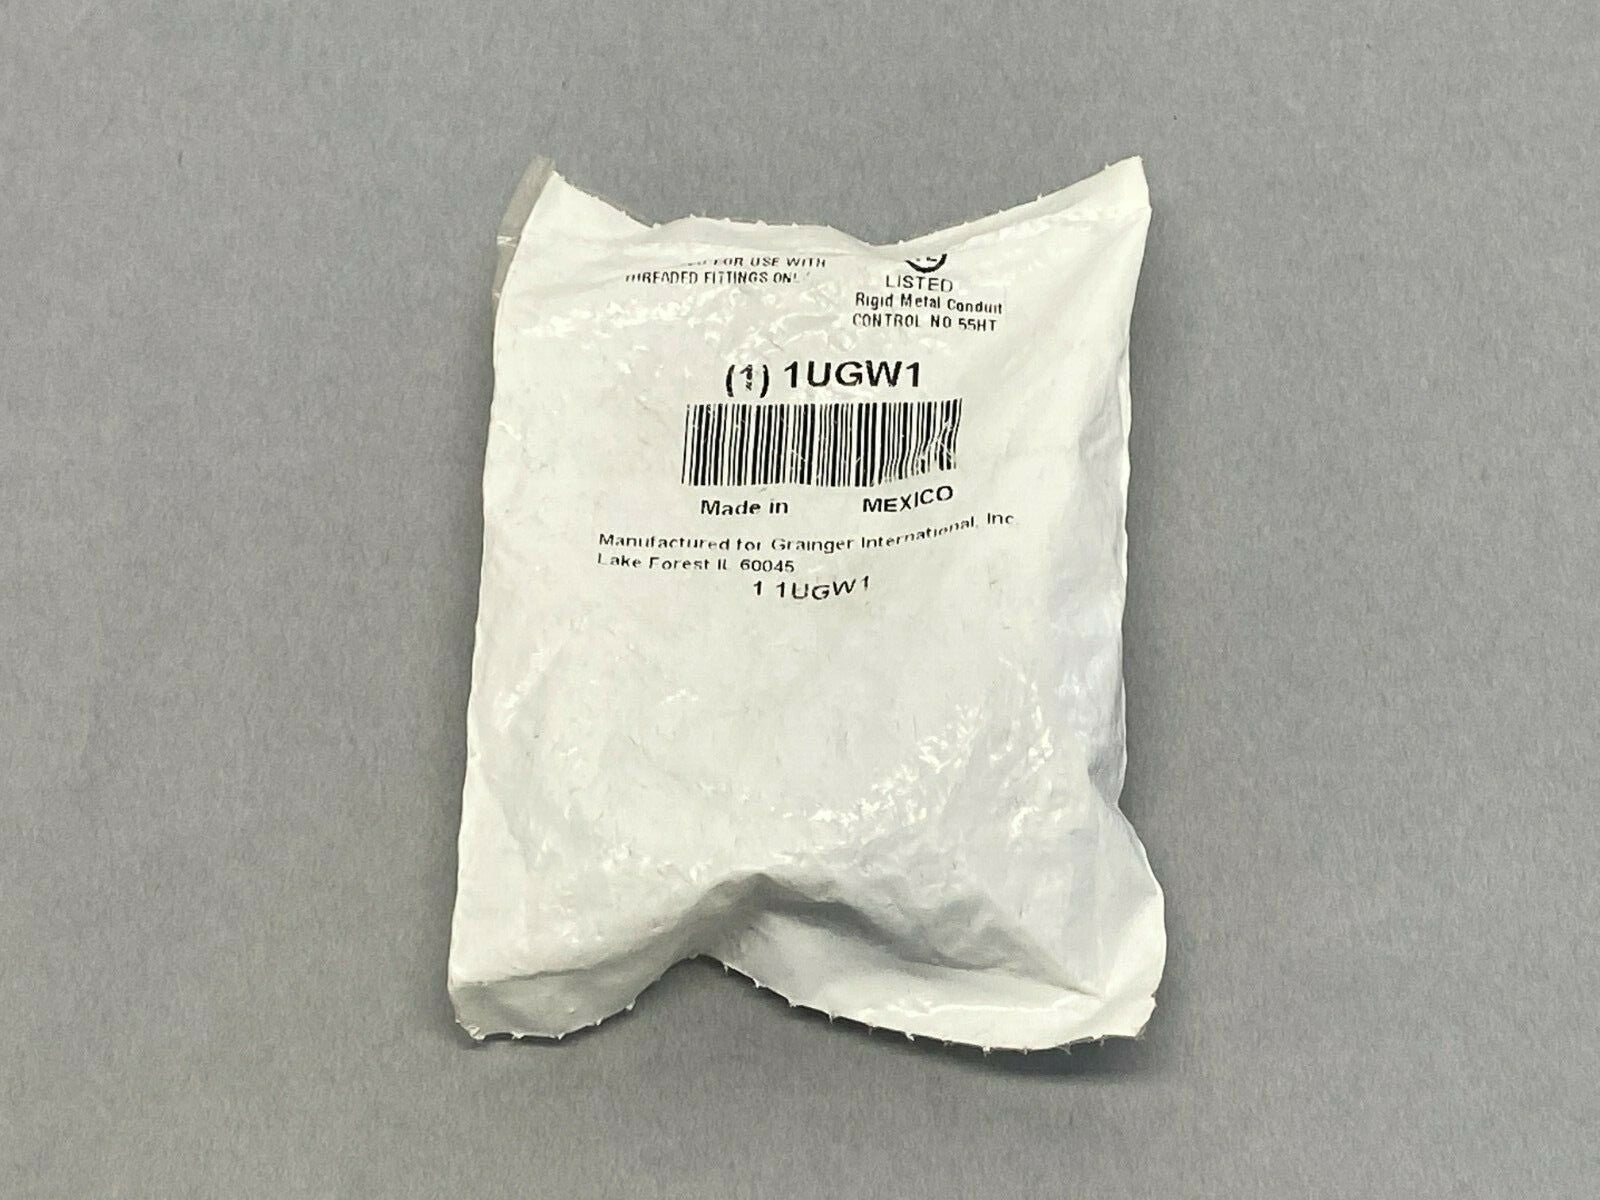 FOR USE WITH
THREADED FITTINGS ONL
LISTED
Rigid Metal Conduit
CONTROL NO 55HT
(1) 1UGW1
Made in MEXICO
Manufactured for Grainger International, Inc.
Lake Forest IL 60045
1 1UGW1